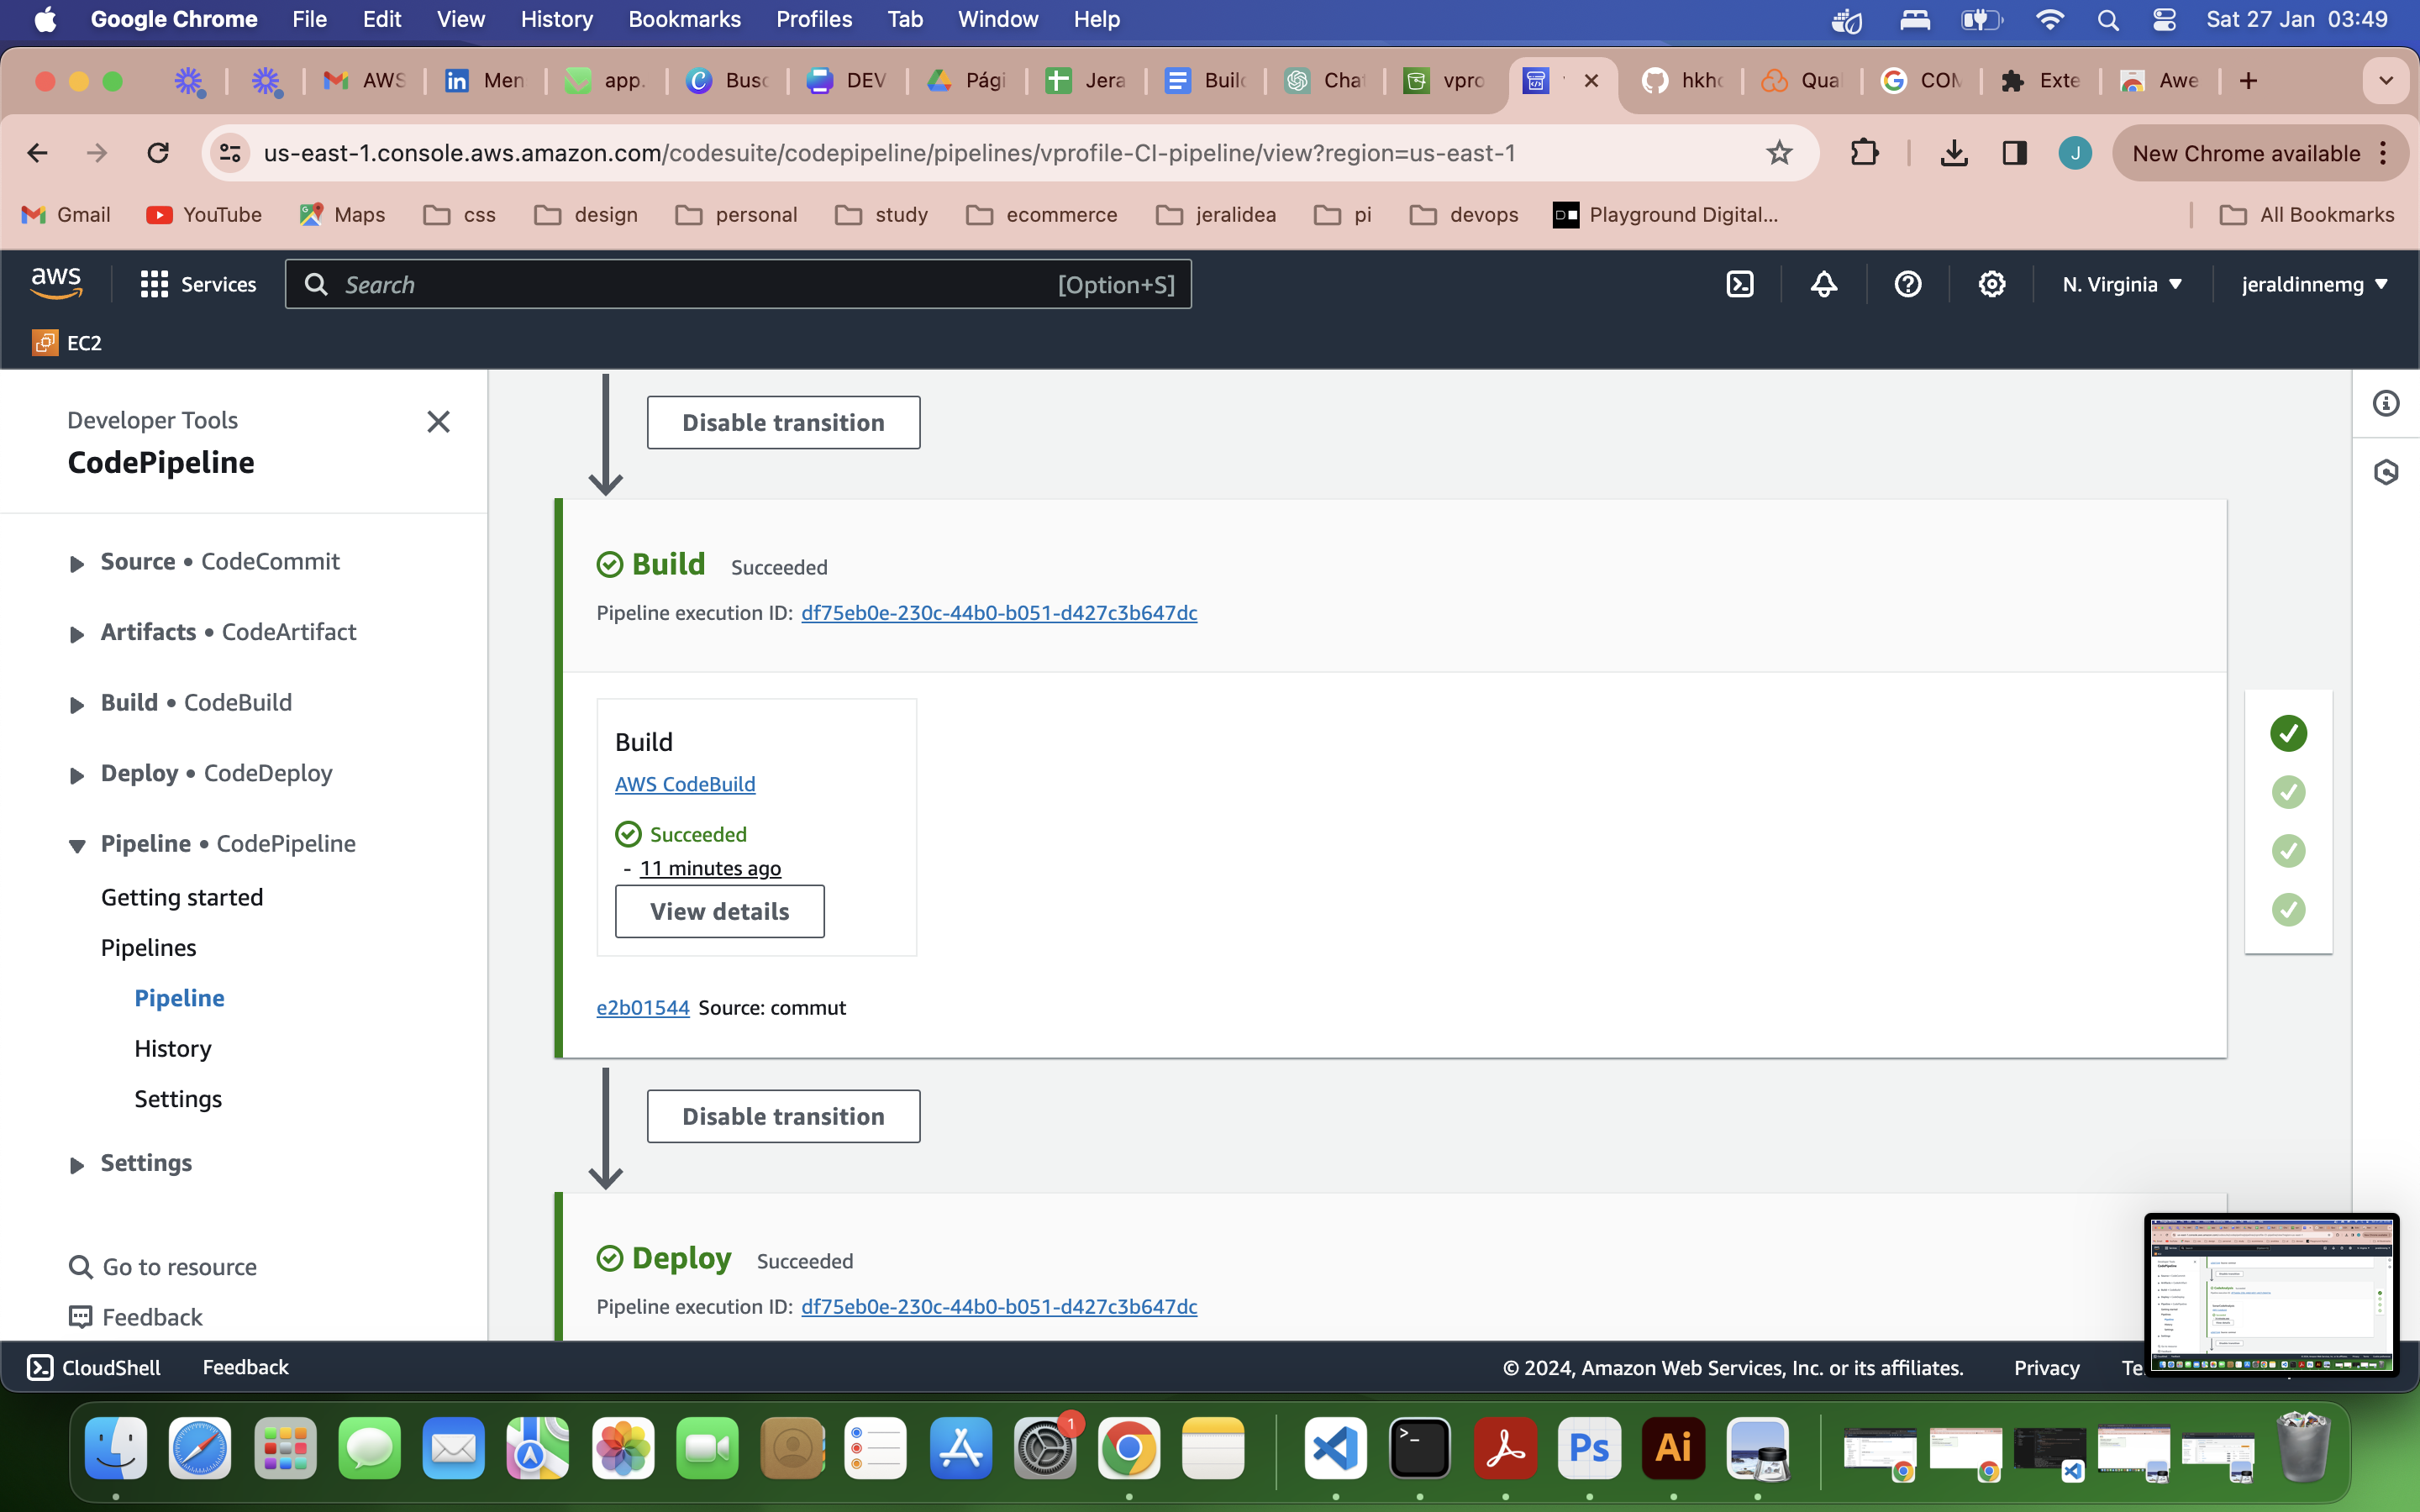 Google Chrome File Edit View History Bookmarks Profiles Tab Window Help Sat 27 Jan 03:49
AWS Men app. Busc DEV Pági Jera Buil Chat vpro hkhc Qual COM Exte Awe
us-east-1.console.aws.amazon.com/codesuite/codepipeline/pipelines/vprofile-CI-pipeline/view?region=us-east-1 J New Chrome available
Gmail YouTube Maps css design personal study ecommerce jeralidea pi devops Playground Digital... All Bookmarks
aws Services Search [Option+S] N. Virginia jeraldinnemg
EC2
Developer Tools
CodePipeline
Source • CodeCommit
Artifacts • CodeArtifact
Build • CodeBuild
Deploy • CodeDeploy
Pipeline • CodePipeline
Getting started
Pipelines
Pipeline
History
Settings
Settings
Go to resource
Feedback
Disable transition
Build Succeeded
Pipeline execution ID: df75eb0e-230c-44b0-b051-d427c3b647dc
Build
AWS CodeBuild
Succeeded
- 11 minutes ago
View details
e2b01544 Source: commut
Disable transition
Deploy Succeeded
Pipeline execution ID: df75eb0e-230c-44b0-b051-d427c3b647dc
CloudShell Feedback © 2024, Amazon Web Services, Inc. or its affiliates. Privacy Te
1
Ps Ai